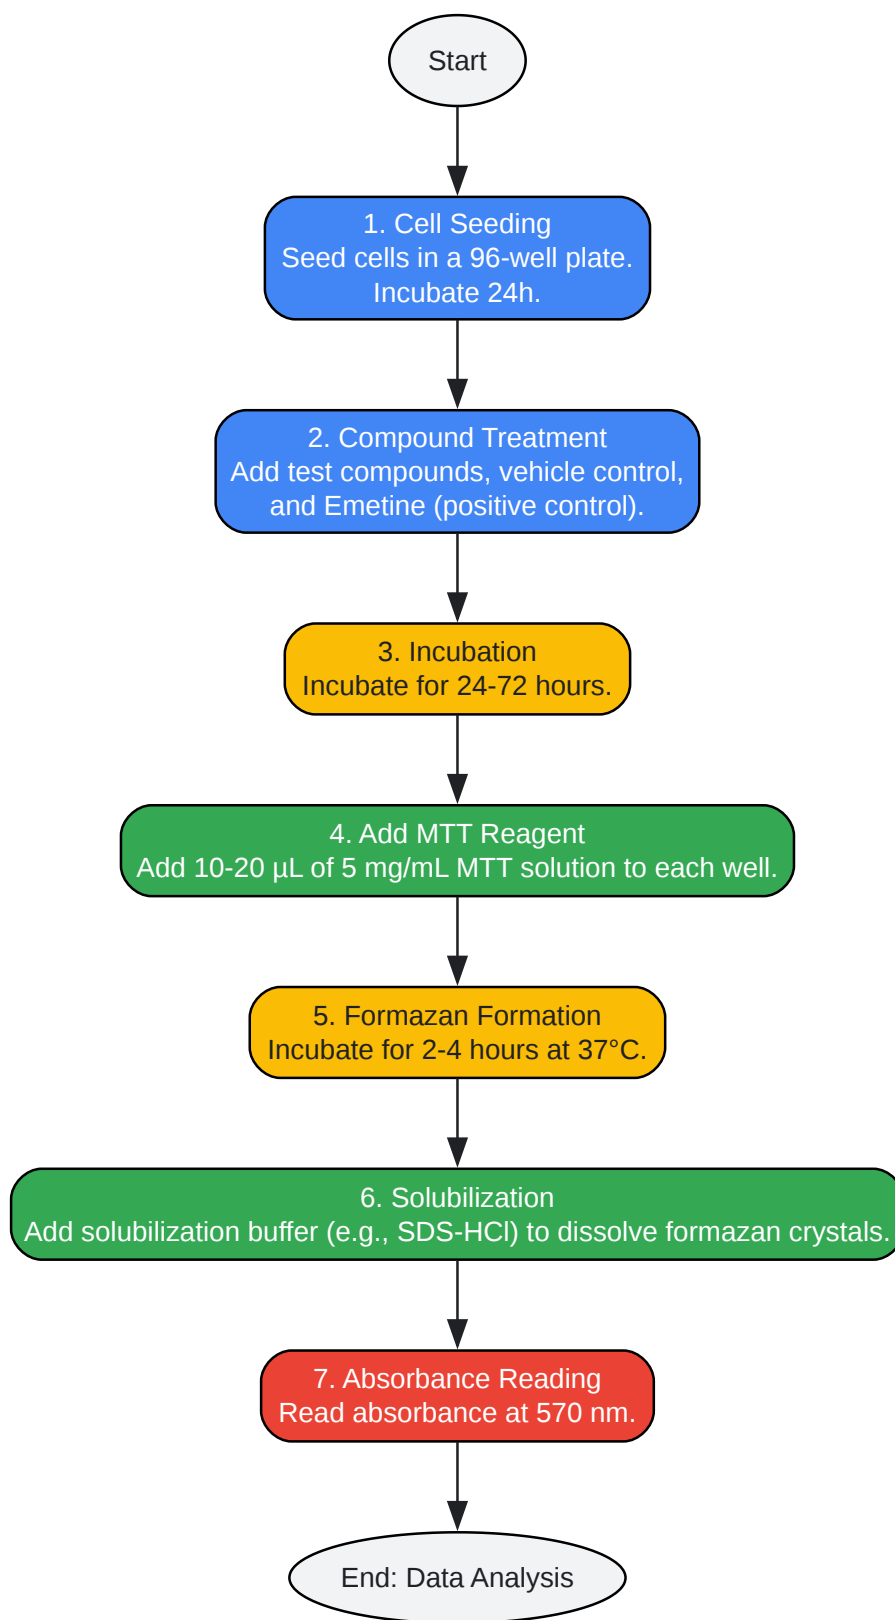 Start
1. Cell Seeding
Seed cells in a 96-well plate.
Incubate 24h.
2. Compound Treatment
Add test compounds, vehicle control,
and Emetine (positive control).
3. Incubation
Incubate for 24-72 hours.
4. Add MTT Reagent
Add 10-20 µL of 5 mg/mL MTT solution to each well.
5. Formazan Formation
Incubate for 2-4 hours at 37°C.
6. Solubilization
Add solubilization buffer (e.g., SDS-HCl) to dissolve formazan crystals.
7. Absorbance Reading
Read absorbance at 570 nm.
End: Data Analysis